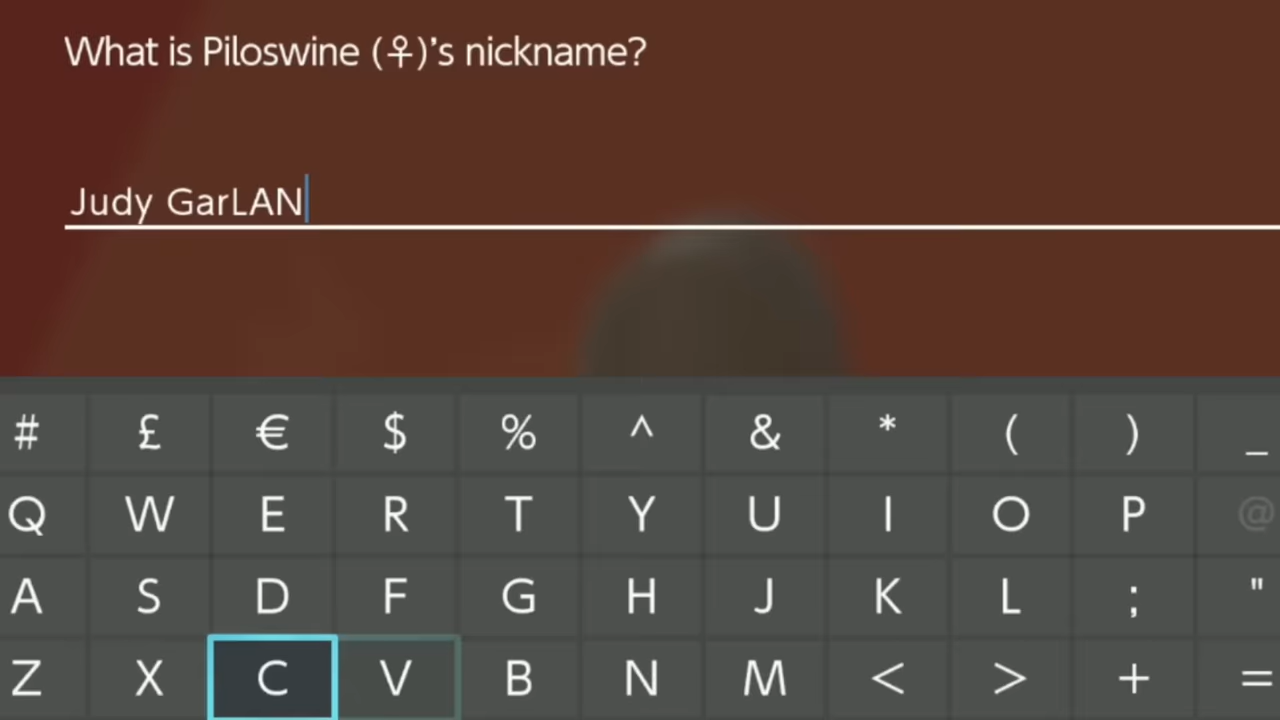 What is Piloswine (♀)'s nickname?
Judy GarLAN
# £ € $ % ^ & * ( ) _
Q W E R T Y U I O P @
A S D F G H J K L ; "
Z X C V B N M < > + =